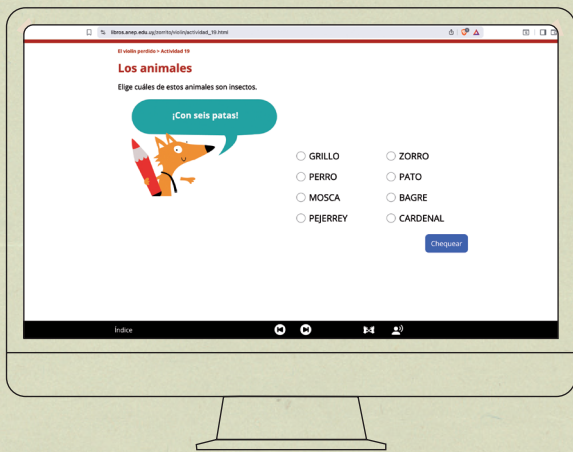 libros.anep.edu.uy/zorrito/violin/actividad_19.html
El violín perdido > Actividad 19
Los animales
Elige cuáles de estos animales son insectos.
¡Con seis patas!
GRILLO
ZORRO
PERRO
PATO
MOSCA
BAGRE
PEJERREY
CARDENAL
Chequear
Índice